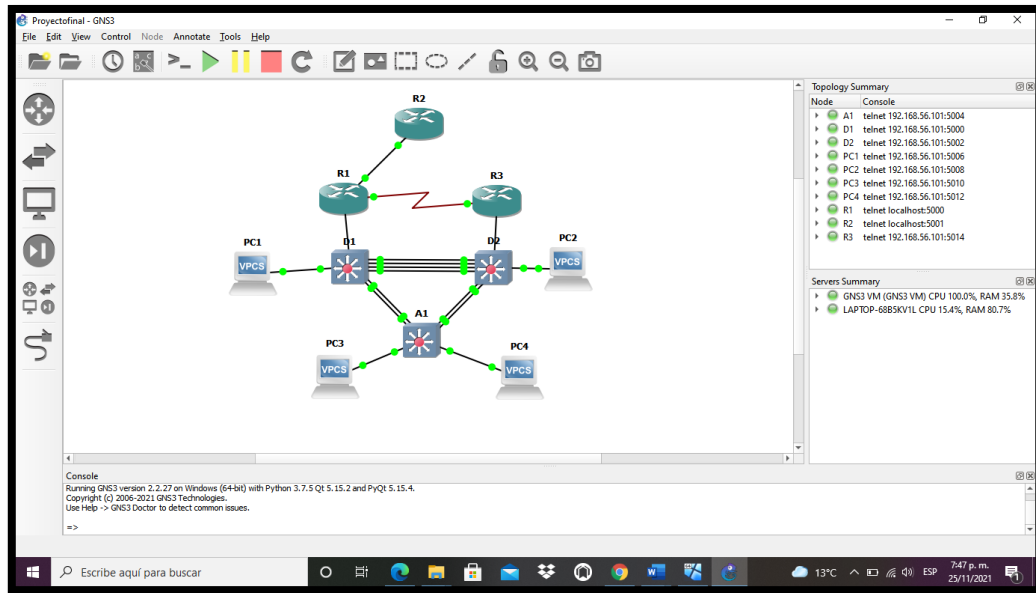 Proyectofinal - GNS3
File Edit View Control Node Annotate Tools Help
R2
R1
R3
PC1
D1
D2
PC2
VPCS
VPCS
A1
PC3
PC4
VPCS
VPCS
Topology Summary
Node Console
A1 telnet 192.168.56.101:5004
D1 telnet 192.168.56.101:5000
D2 telnet 192.168.56.101:5002
PC1 telnet 192.168.56.101:5006
PC2 telnet 192.168.56.101:5008
PC3 telnet 192.168.56.101:5010
PC4 telnet 192.168.56.101:5012
R1 telnet localhost:5000
R2 telnet localhost:5001
R3 telnet 192.168.56.101:5014
Servers Summary
GNS3 VM (GNS3 VM) CPU 100.0%, RAM 35.8%
LAPTOP-68B5KV1L CPU 15.4%, RAM 80.7%
Console
Running GNS3 version 2.2.27 on Windows (64-bit) with Python 3.7.5 Qt 5.15.2 and PyQt 5.15.4.
Copyright (c) 2006-2021 GNS3 Technologies.
Use Help -> GNS3 Doctor to detect common issues.
=>
Escribe aquí para buscar
13°C
ESP
7:47 p. m.
25/11/2021
1